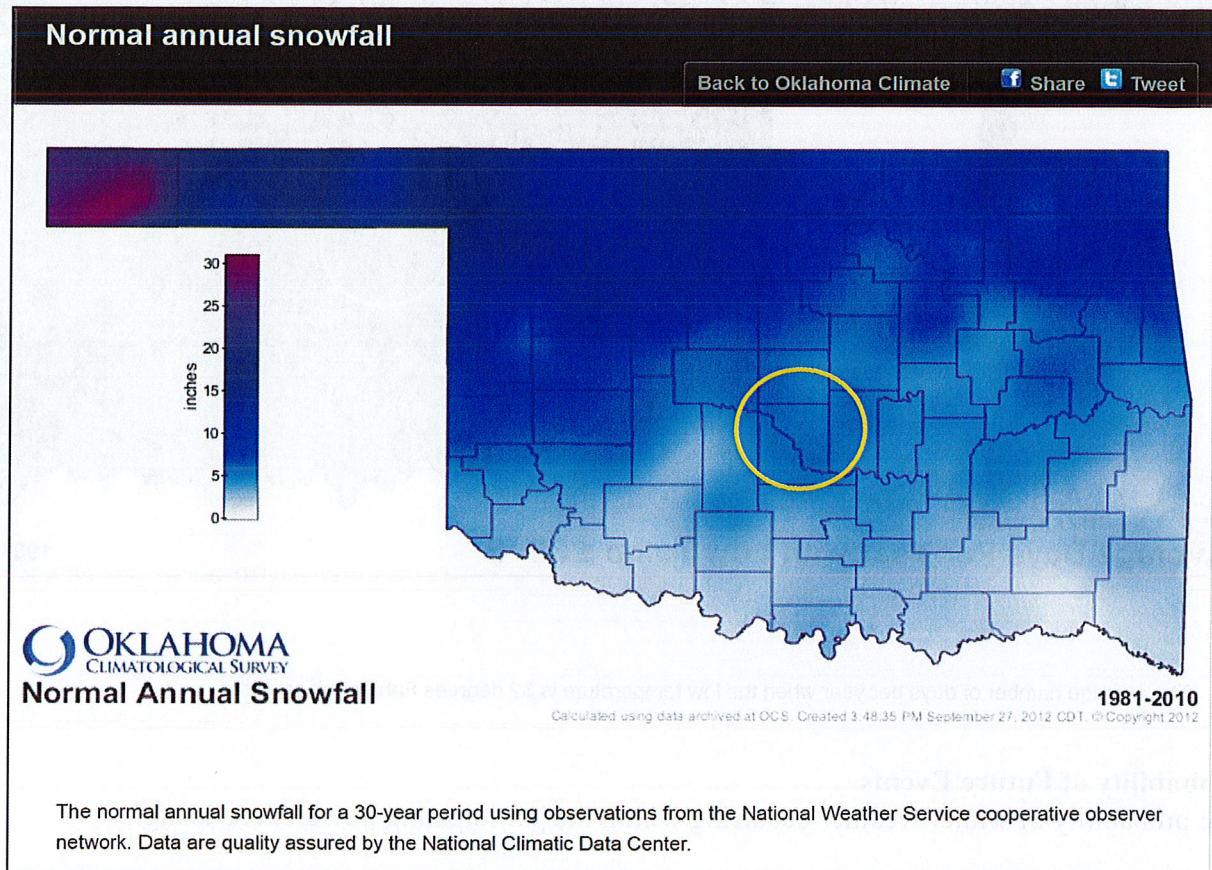 Normal annual snowfall
Back to Oklahoma Climate Share Tweet
30
25
20
15
10
5
0
inches
OKLAHOMA
CLIMATOLOGICAL SURVEY
Normal Annual Snowfall
1981-2010
Calculated using data archived at OCS. Created 3:48:35 PM September 27, 2012 CDT. © Copyright 2012
The normal annual snowfall for a 30-year period using observations from the National Weather Service cooperative observer
network. Data are quality assured by the National Climatic Data Center.